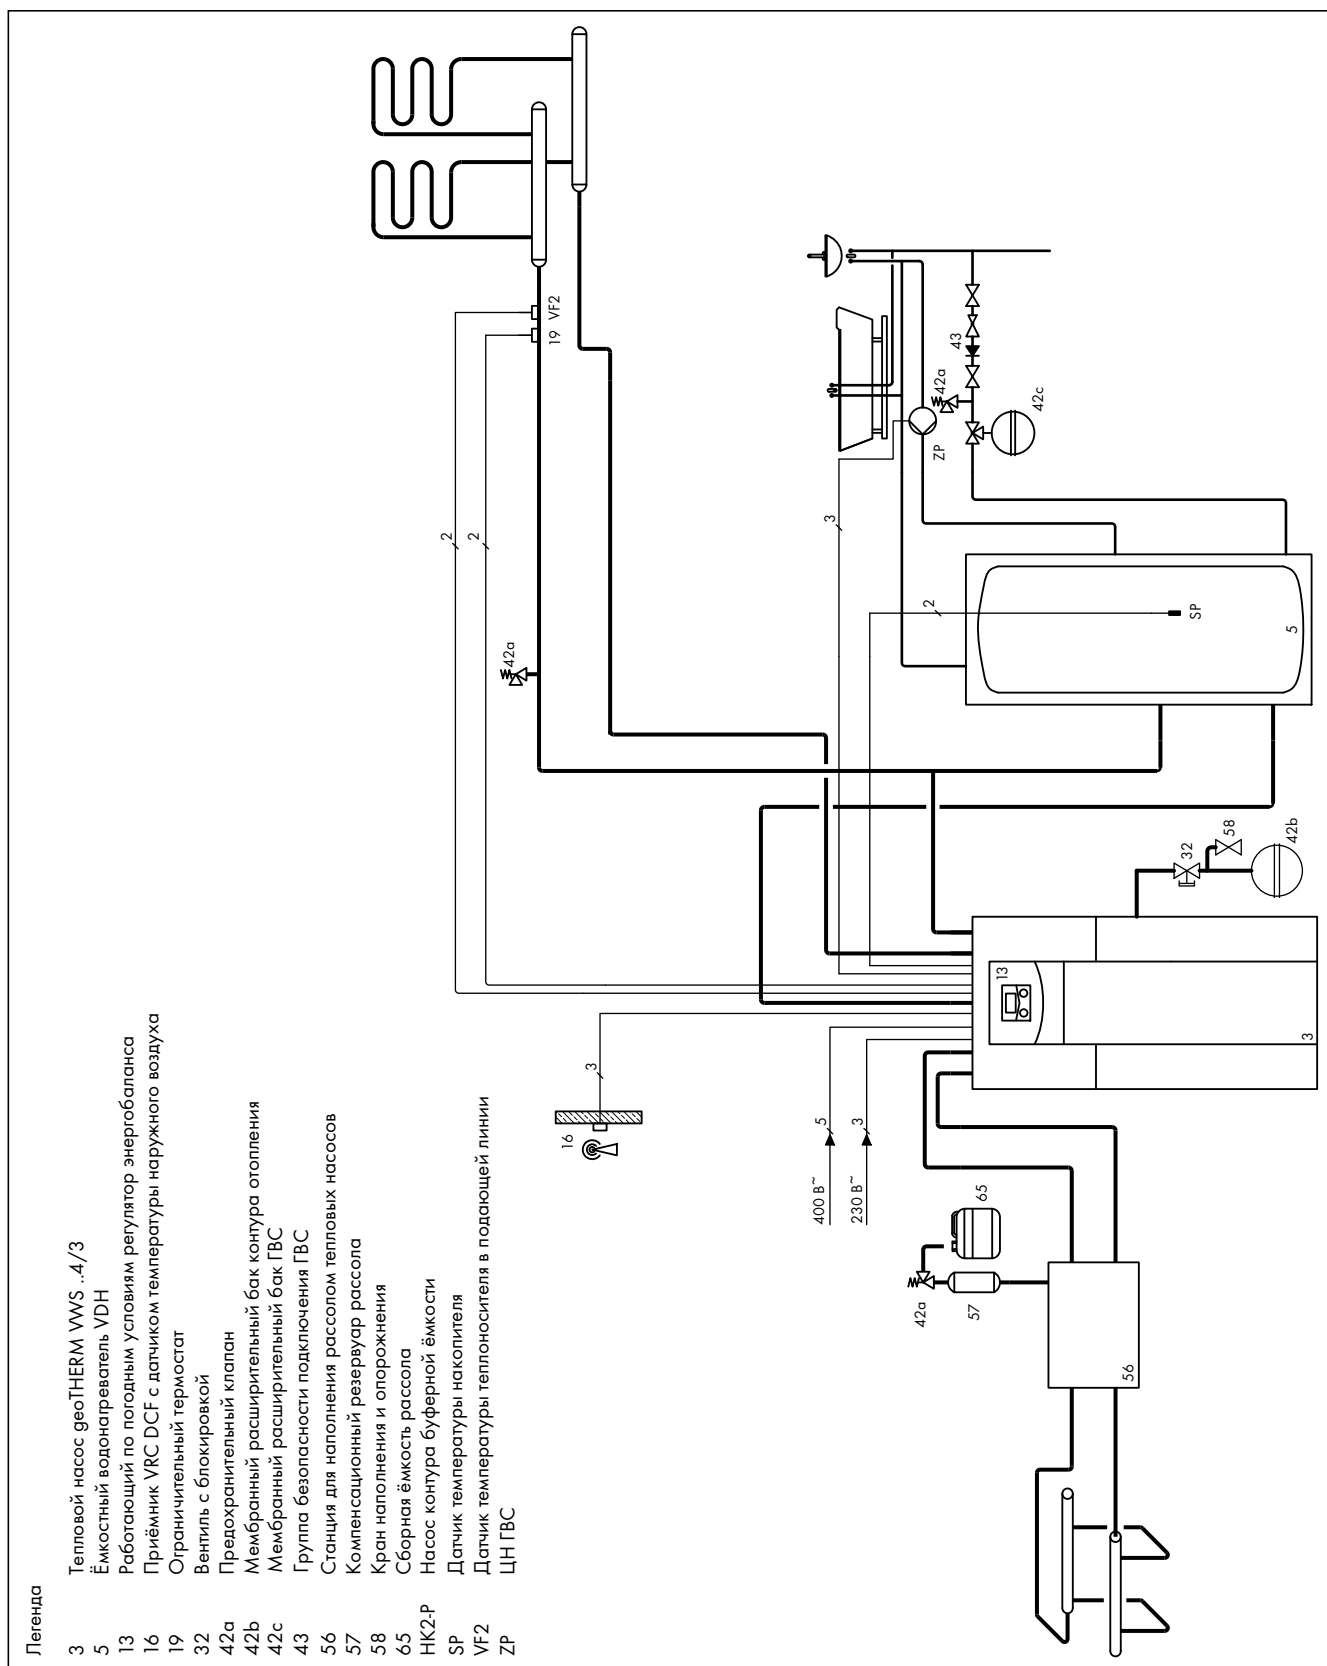 Легенда
3 Тепловой насос geoTHERM VWS ..4/3
5 Ёмкостный водонагреватель VDH
13 Работающий по погодным условиям регулятор энергобаланса
16 Приёмник VRC DCF с датчиком температуры наружного воздуха
19 Ограничительный термостат
32 Вентиль с блокировкой
42a Предохранительный клапан
42b Мембранный расширительный бак контура отопления
42c Мембранный расширительный бак ГВС
43 Группа безопасности подключения ГВС
56 Станция для наполнения рассолом тепловых насосов
57 Компенсационный резервуар рассола
58 Кран наполнения и опорожнения
65 Сборная ёмкость рассола
HK2-P Насос контура буферной ёмкости
SP Датчик температуры накопителя
VF2 Датчик температуры теплоносителя в подающей линии
ZP ЦН ГВС
2
2
19 VF2
42a
16
3
3
43
42a
ZP
42c
2
SP
5
400 В~
5
230 В~
3
13
3
32
58
42b
42a
65
57
56